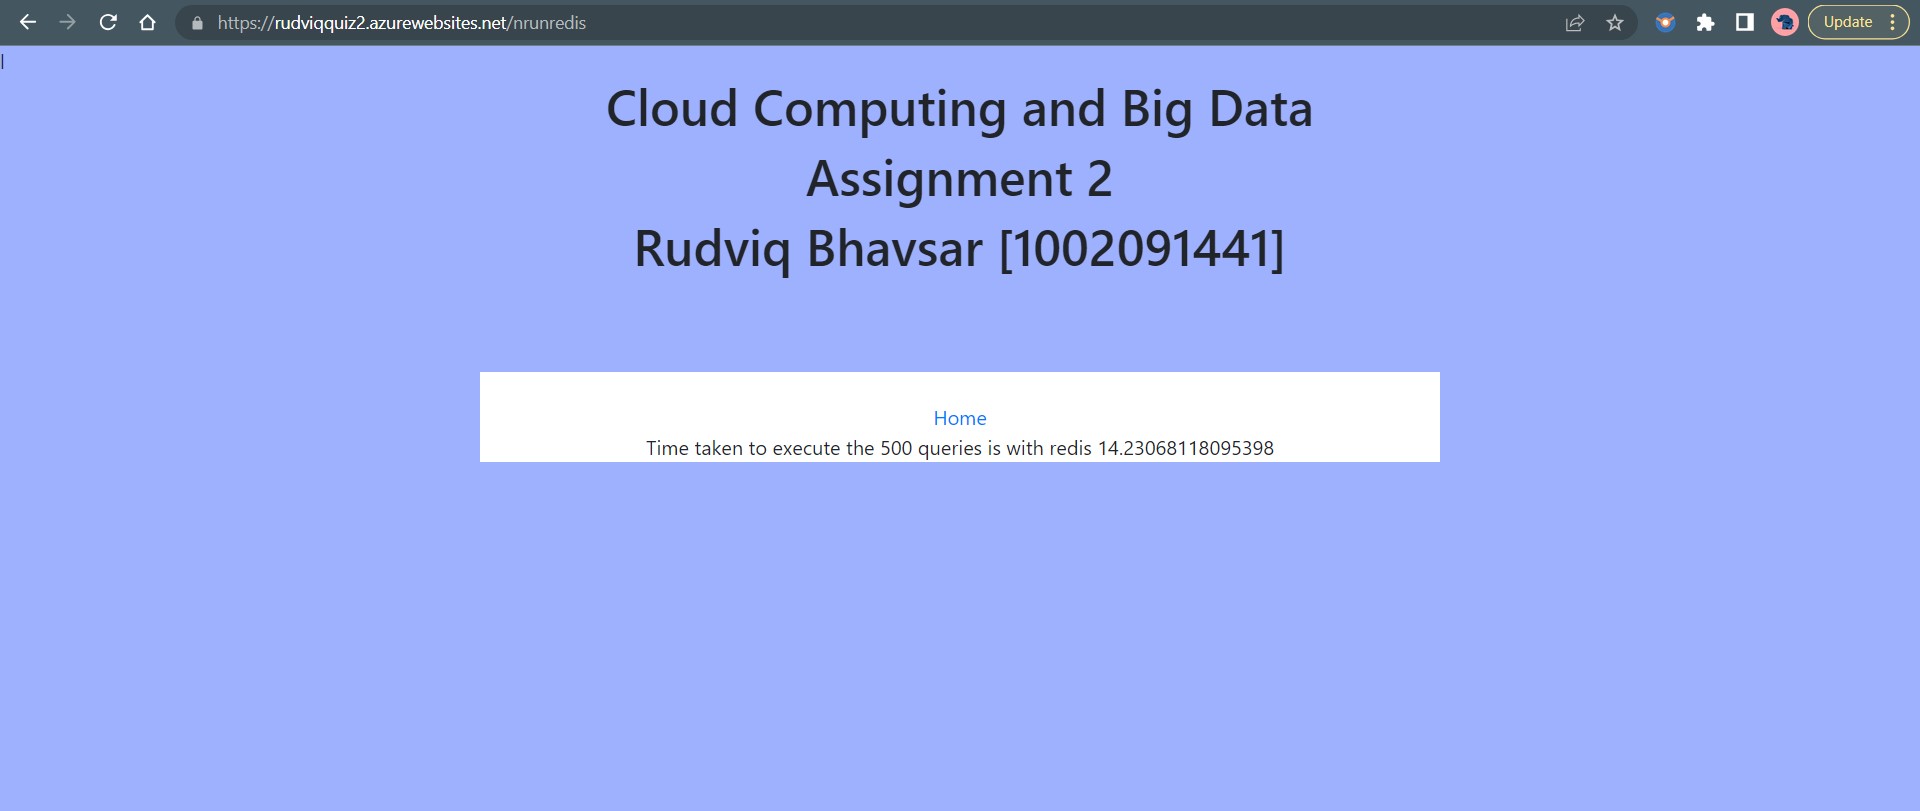 https://rudviqquiz2.azurewebsites.net/nrunredis
Update
|
Cloud Computing and Big Data
Assignment 2
Rudviq Bhavsar [1002091441]
Home
Time taken to execute the 500 queries is with redis 14.23068118095398